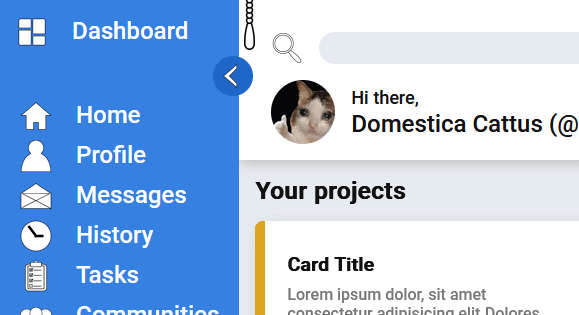 Dashboard
Home
Profile
Messages
History
Tasks
Communities
Hi there,
Domestica Cattus (@
Your projects
Card Title
Lorem ipsum dolor, sit amet
consectetur adipisicing elit Dolores